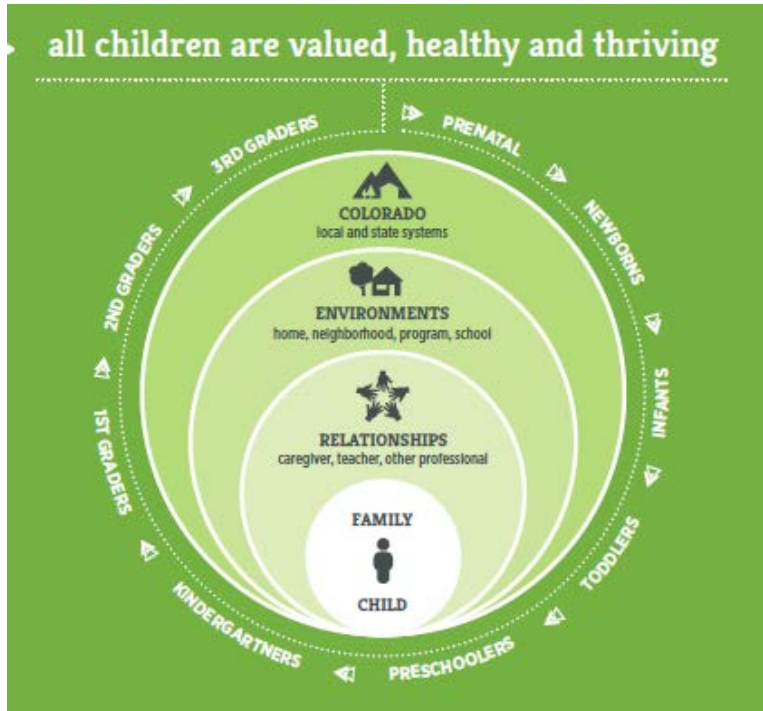 all children are valued, healthy and thriving
PRENATAL
NEWBORNS
INFANTS
TODDLERS
PRESCHOOLERS
KINDERGARTNERS
1ST GRADERS
2ND GRADERS
3RD GRADERS
COLORADO
local and state systems
ENVIRONMENTS
home, neighborhood, program, school
RELATIONSHIPS
caregiver, teacher, other professional
FAMILY
CHILD